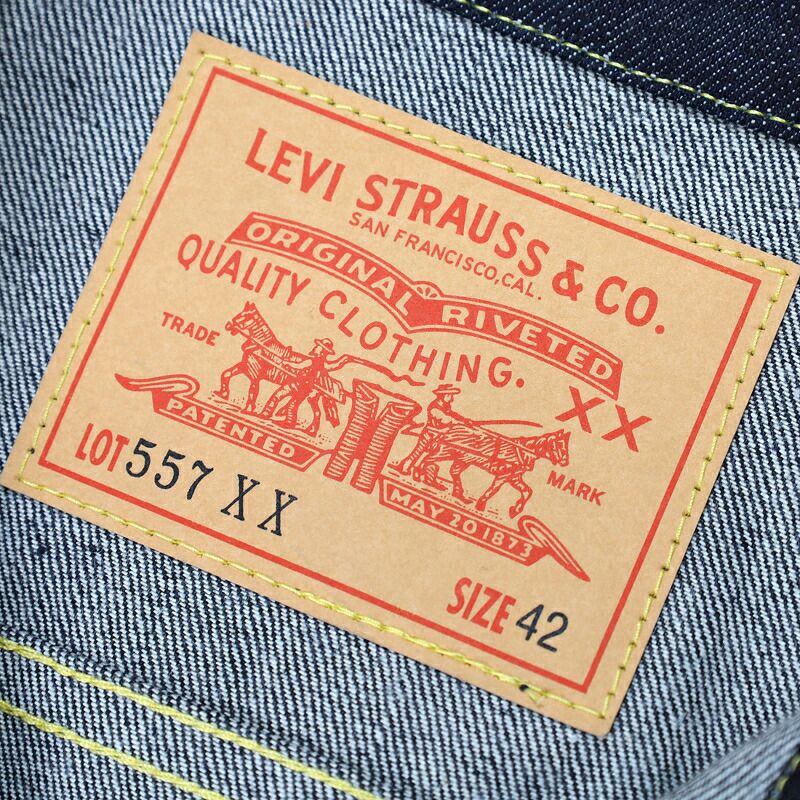 LEVI STRAUSS & CO.
SAN FRANCISCO, CAL.
ORIGINAL RIVETED
QUALITY CLOTHING.
XX
TRADE MARK
PATENTED
MAY 20 1873
LOT 557 XX
SIZE 42